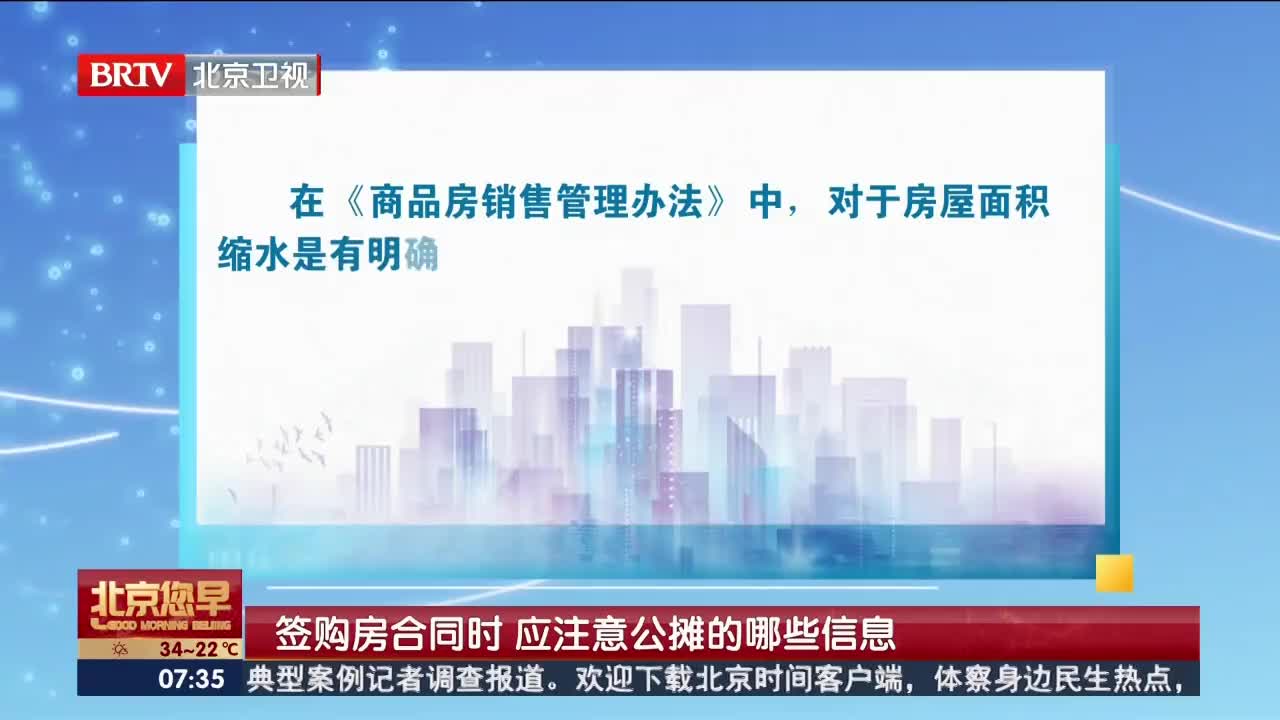 BRTV 北京卫视
在《商品房销售管理办法》中，对于房屋面积
缩水是有明确
北京您早
GOOD MORNING BEIJING
签购房合同时 应注意公摊的哪些信息
34~22℃
07:35
典型案例记者调查报道。欢迎下载北京时间客户端，体察身边民生热点，